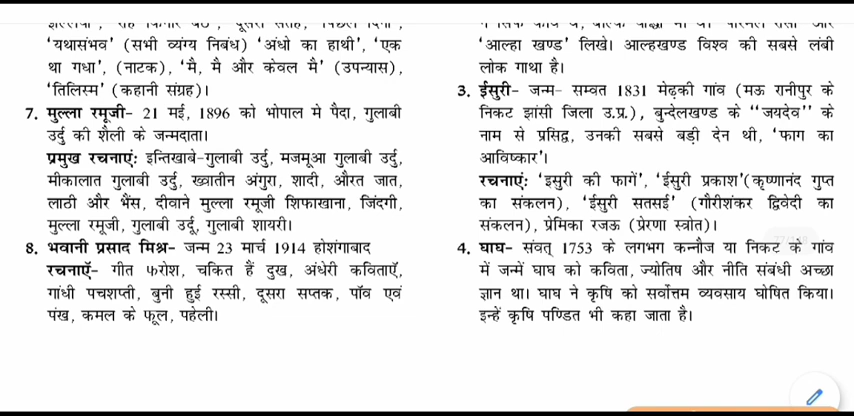 'यथासंभव' (सभी व्यंग्य निबंध) 'अंधो का हाथी', 'एक
था गधा', (नाटक), 'मै, मै और केवल मै' (उपन्यास),
'तिलिस्म' (कहानी संग्रह)।
7. मुल्ला रमूजी- 21 मई, 1896 को भोपाल मे पैदा, गुलाबी
उर्दु की शैली के जन्मदाता।
प्रमुख रचनाएं: इन्तिखाबे-गुलाबी उर्दु, मजमूआ गुलाबी उर्दु,
मीकालात गुलाबी उर्दु, ख्वातीन अंगुरा, शादी, औरत जात,
लाठी और भैंस, दीवाने मुल्ला रमूजी शिफाखाना, जिंदगी,
मुल्ला रमूजी, गुलाबी उर्दू, गुलाबी शायरी।
8. भवानी प्रसाद मिश्र- जन्म 23 मार्च 1914 होशंगाबाद
रचनाएॅ- गीत फरोश, चकित हैं दुख, अंधेरी कविताएॅ,
गांधी पचशप्ती, बुनी हुई रस्सी, दूसरा सप्तक, पॉव एवं
पंख, कमल के फूल, पहेली।
'आल्हा खण्ड' लिखे। आल्हखण्ड विश्व की सबसे लंबी
लोक गाथा है।
3. ईसुरी- जन्म- सम्वत 1831 मेढ़की गांव (मऊ रानीपुर के
निकट झांसी जिला उ.प्र.), बुन्देलखण्ड के "जयदेव" के
नाम से प्रसिद्व, उनकी सबसे बड़ी देन थी, 'फाग का
आविष्कार'।
रचनाएं: 'इसुरी की फागें', 'ईसुरी प्रकाश'(कृष्णानंद गुप्त
का संकलन), 'ईसुरी सतसई' (गौरीशंकर द्विवेदी का
संकलन), प्रेमिका रजऊ (प्रेरणा स्त्रोत)।
4. घाघ- संवत् 1753 के लगभग कन्नौज या निकट के गांव
में जन्में घाघ को कविता, ज्योतिष और नीति संबंधी अच्छा
ज्ञान था। घाघ ने कृषि को सर्वोत्तम व्यवसाय घोषित किया।
इन्हें कृषि पण्डित भी कहा जाता है।